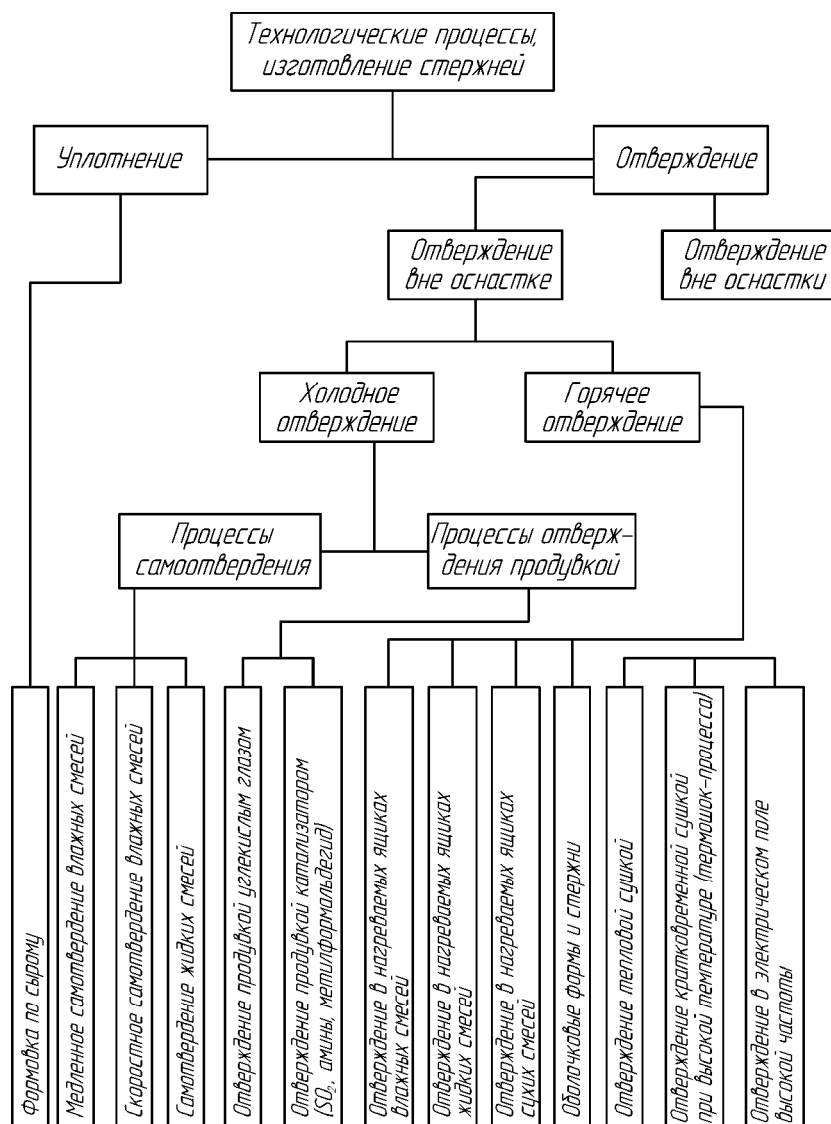 Технологические процессы,
изготовление стержней
Уплотнение
Отверждение
Отверждение
вне оснастке
Отверждение
вне оснастки
Холодное
отверждение
Горячее
отверждение
Процессы
самоотвердения
Процессы отверж-
дения продувкой
Формовка по сырому
Медленное самотвердение влажных смесей
Скоростное самотвердение влажных смесей
Самотвердение жидких смесей
Отверждение продувкой углекислым глазам
Отверждение продувкой катализатором
(SO₂, амины, метилформальдегид)
Отверждение в нагреваемых ящиках
влажных смесей
Отверждение в нагреваемых ящиках
жидких смесей
Отверждение в нагреваемых ящиках
сухих смесей
Оболочковые формы и стержни
Отверждение тепловой сушкой
Отверждение кратковременной сушкой
при высокой температуре (термошок-процесса)
Отверждение в электрическом поле
высокой частоты